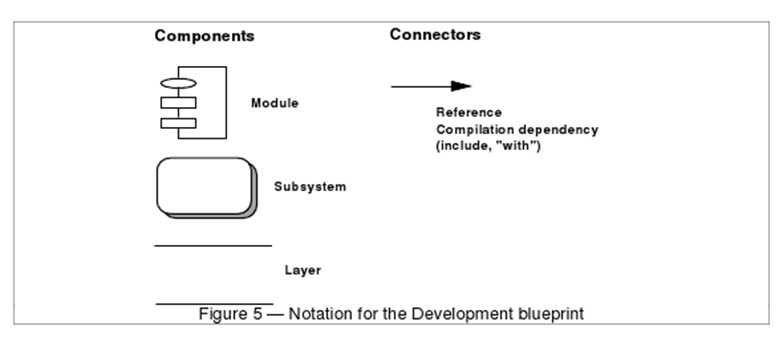 Components
Connectors
Module
Reference
Compilation dependency
(include, "with")
Subsystem
Layer
Figure 5 — Notation for the Development blueprint